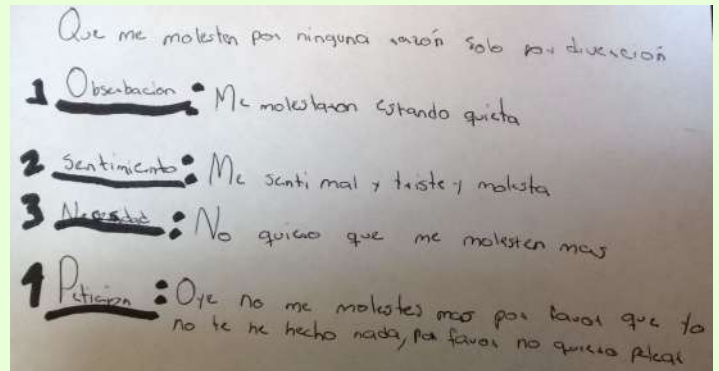 Que me molesten por ninguna razón solo por divención
1 Obserbacion: Me molestaron estando quieta
2 Sentimiento: Me senti mal y triste y molesta
3 Necesidad: No quiero que me molesten mas
4 Peticion: Oye no me molestes mas por favor que yo
no te he hecho nada, por favor no quiero pelear